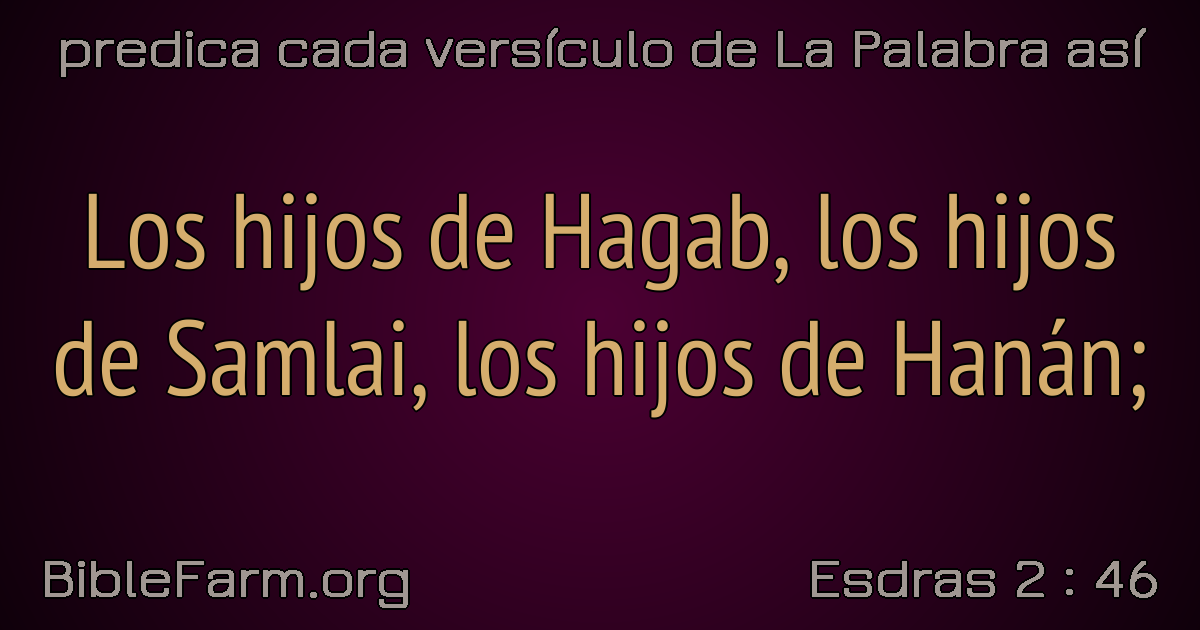 predica cada versículo de La Palabra así
Los hijos de Hagab, los hijos
de Samlai, los hijos de Hanán;
BibleFarm.org
Esdras 2 : 46